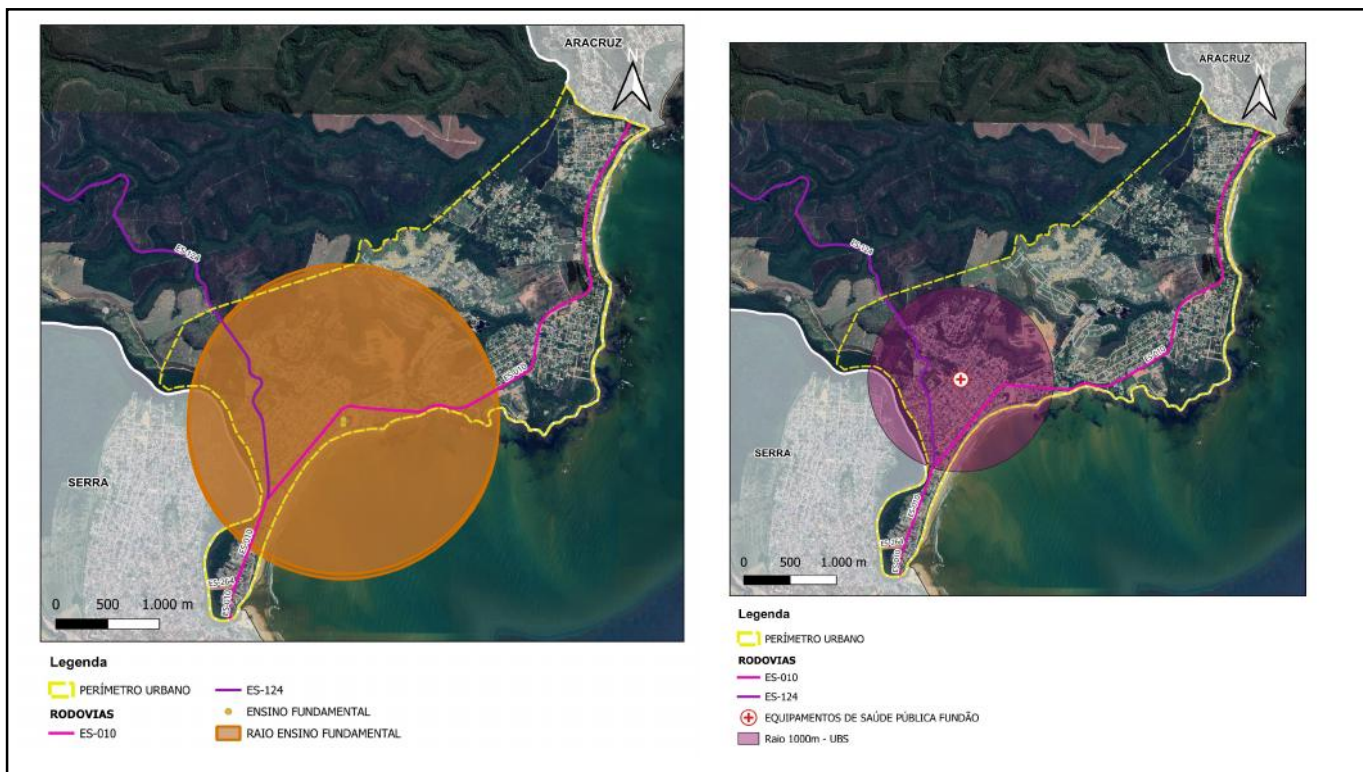 ARACRUZ
N
ES-124
ES-010
SERRA
ES-010
ES-264
ES-010
0 500 1.000 m
Legenda
PERÍMETRO URBANO
RODOVIAS
ES-010
ES-124
ENSINO FUNDAMENTAL
RAIO ENSINO FUNDAMENTAL
ARACRUZ
ES-124
ES-010
SERRA
ES-010
ES-264
ES-010
0 500 1.000 m
Legenda
PERÍMETRO URBANO
RODOVIAS
ES-010
ES-124
EQUIPAMENTOS DE SAÚDE PÚBLICA FUNDÃO
Raio 1000m - UBS